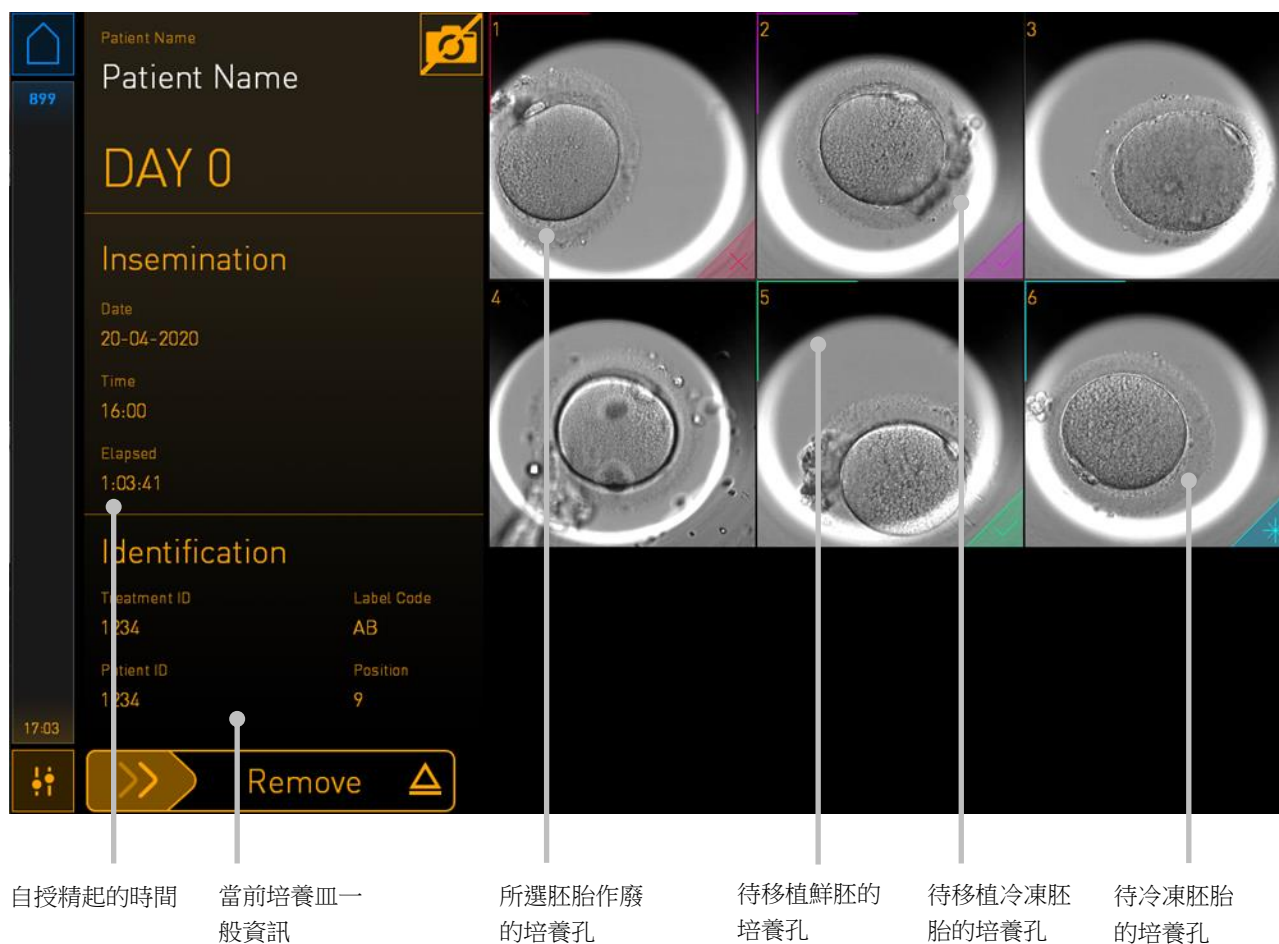 Patient Name
Patient Name
899
DAY 0
Insemination
Date
20-04-2020
Time
16:00
Elapsed
1:03:41
Identification
Treatment ID
Label Code
1234
AB
Patient ID
Position
1234
9
17:03
Remove
1
2
3
4
5
6
自授精起的時間
當前培養皿一
般資訊
所選胚胎作廢
的培養孔
待移植鮮胚的
培養孔
待移植冷凍胚
胎的培養孔
待冷凍胚胎
的培養孔